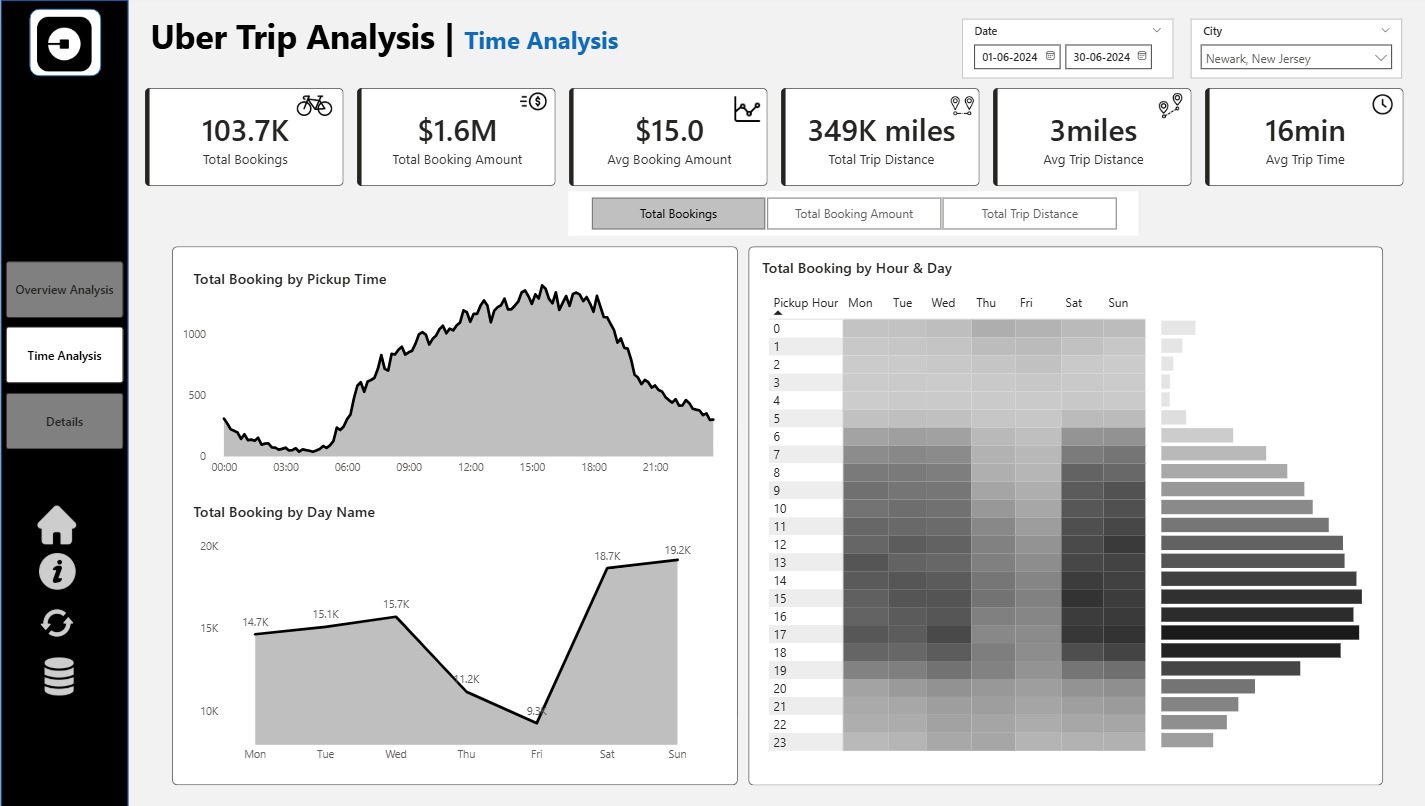 Uber Trip Analysis | Time Analysis
Date
01-06-2024 30-06-2024
City
Newark, New Jersey
103.7K
Total Bookings
$1.6M
Total Booking Amount
$15.0
Avg Booking Amount
349K miles
Total Trip Distance
3miles
Avg Trip Distance
16min
Avg Trip Time
Total Bookings Total Booking Amount Total Trip Distance
Overview Analysis
Time Analysis
Details
Total Booking by Pickup Time
1000
500
0
00:00 03:00 06:00 09:00 12:00 15:00 18:00 21:00
Total Booking by Day Name
20K
15K
10K
14.7K 15.1K 15.7K 11.2K 9.3K 18.7K 19.2K
Mon Tue Wed Thu Fri Sat Sun
Total Booking by Hour & Day
Pickup Hour Mon Tue Wed Thu Fri Sat Sun
0
1
2
3
4
5
6
7
8
9
10
11
12
13
14
15
16
17
18
19
20
21
22
23